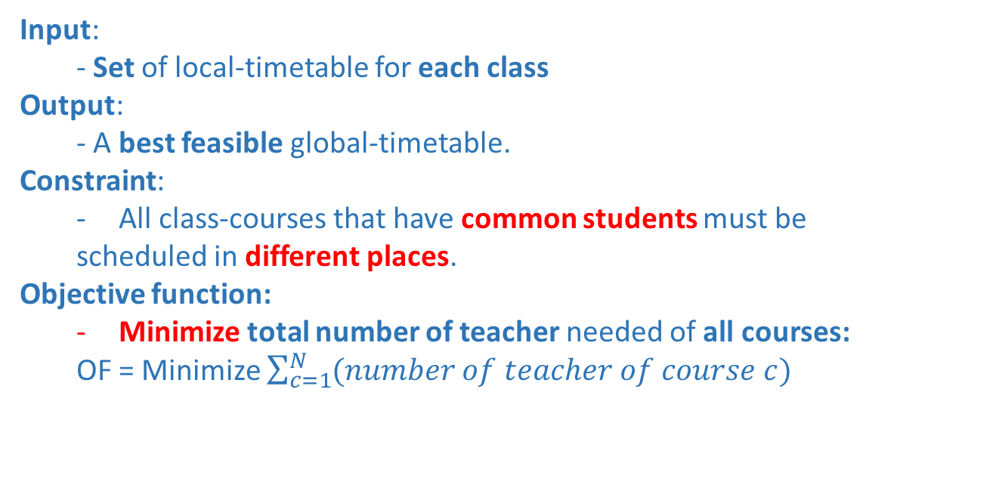 Input:
- Set of local-timetable for each class
Output:
- A best feasible global-timetable.
Constraint:
- All class-courses that have common students must be
scheduled in different places.
Objective function:
- Minimize total number of teacher needed of all courses:
OF = Minimize ∑_{c=1}^{N}(number of teacher of course c)